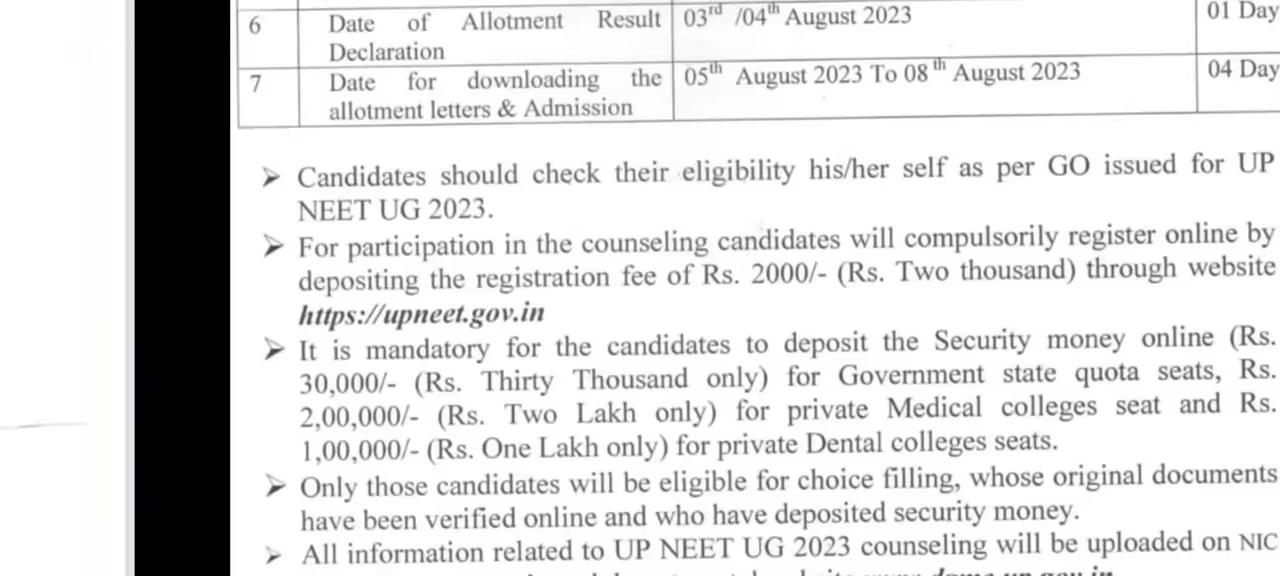 6 Date of Allotment Result 03rd /04th August 2023 01 Day
Declaration
7 Date for downloading the 05th August 2023 To 08 th August 2023 04 Day
allotment letters & Admission
➢ Candidates should check their eligibility his/her self as per GO issued for UP
NEET UG 2023.
➢ For participation in the counseling candidates will compulsorily register online by
depositing the registration fee of Rs. 2000/- (Rs. Two thousand) through website
https://upneet.gov.in
➢ It is mandatory for the candidates to deposit the Security money online (Rs.
30,000/- (Rs. Thirty Thousand only) for Government state quota seats, Rs.
2,00,000/- (Rs. Two Lakh only) for private Medical colleges seat and Rs.
1,00,000/- (Rs. One Lakh only) for private Dental colleges seats.
➢ Only those candidates will be eligible for choice filling, whose original documents
have been verified online and who have deposited security money.
➢ All information related to UP NEET UG 2023 counseling will be uploaded on NIC